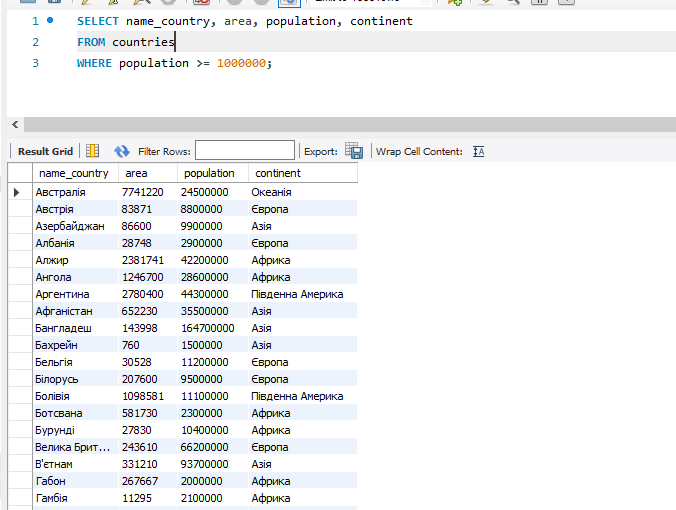 1 SELECT name_country, area, population, continent
2 FROM countries
3 WHERE population >= 1000000;
Result Grid Filter Rows: Export: Wrap Cell Content:
name_country area population continent
Австралія 7741220 24500000 Океанія
Австрія 83871 8800000 Європа
Азербайджан 86600 9900000 Азія
Албанія 28748 2900000 Європа
Алжир 2381741 42200000 Африка
Ангола 1246700 28600000 Африка
Аргентина 2780400 44300000 Південна Америка
Афганістан 652230 35500000 Азія
Бангладеш 143998 164700000 Азія
Бахрейн 760 1500000 Азія
Бельгія 30528 11200000 Європа
Білорусь 207600 9500000 Європа
Болівія 1098581 11100000 Південна Америка
Ботсвана 581730 2300000 Африка
Бурунді 27830 10400000 Африка
Велика Брит... 243610 66200000 Європа
В'єтнам 331210 93700000 Азія
Габон 267667 2000000 Африка
Гамбія 11295 2100000 Африка